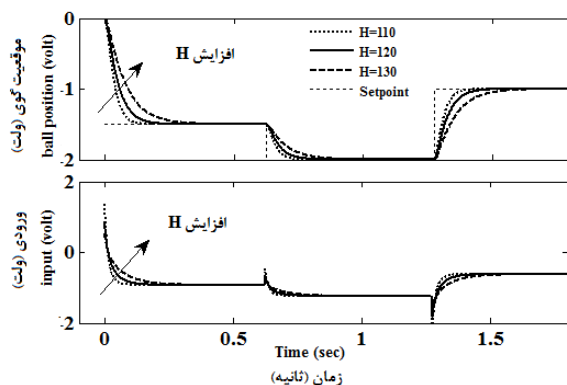 0
-1
-2
موقعیت گوی (ولت)
ball position (volt)
افزایش H
H=110
H=120
H=130
Setpoint
2
0
-2
ورودی (ولت)
input (volt)
افزایش H
0
0.5
1
1.5
Time (sec)
زمان (ثانیه)